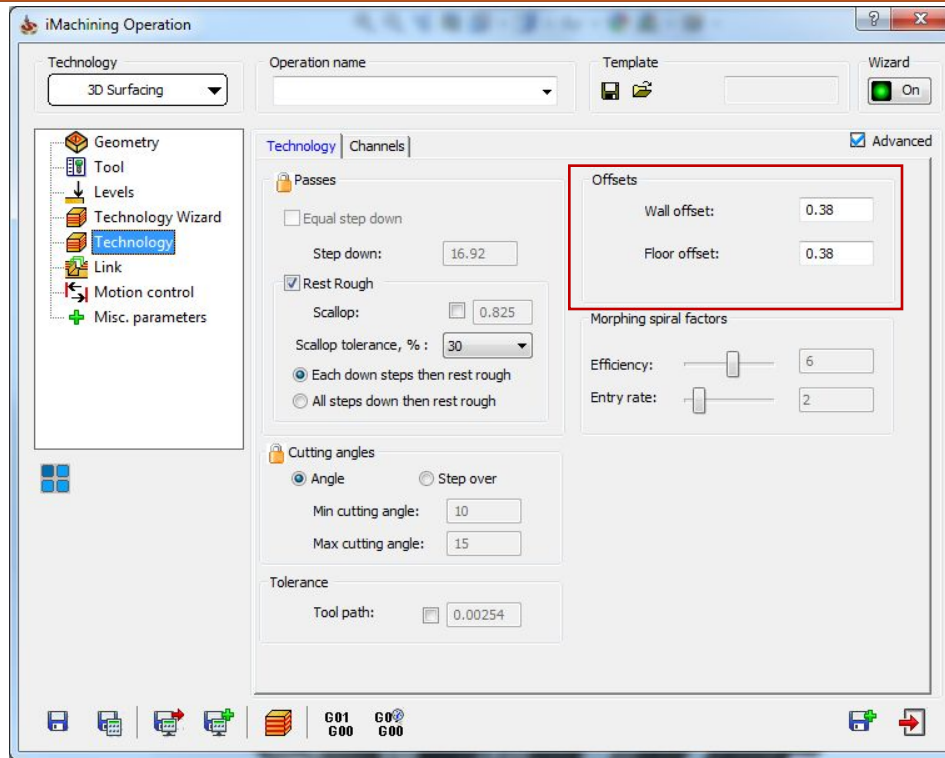 iMachining Operation
Technology
3D Surfacing
Operation name
Template
Wizard
On
Geometry
Tool
Levels
Technology Wizard
Technology
Link
Motion control
Misc. parameters
Technology
Channels
Advanced
Passes
Equal step down
Step down:
16.92
Rest Rough
Scallop:
0.825
Scallop tolerance, % :
30
Each down steps then rest rough
All steps down then rest rough
Cutting angles
Angle
Step over
Min cutting angle:
10
Max cutting angle:
15
Tolerance
Tool path:
0.00254
Offsets
Wall offset:
0.38
Floor offset:
0.38
Morphing spiral factors
Efficiency:
6
Entry rate:
2
G01
G00
G0
G00